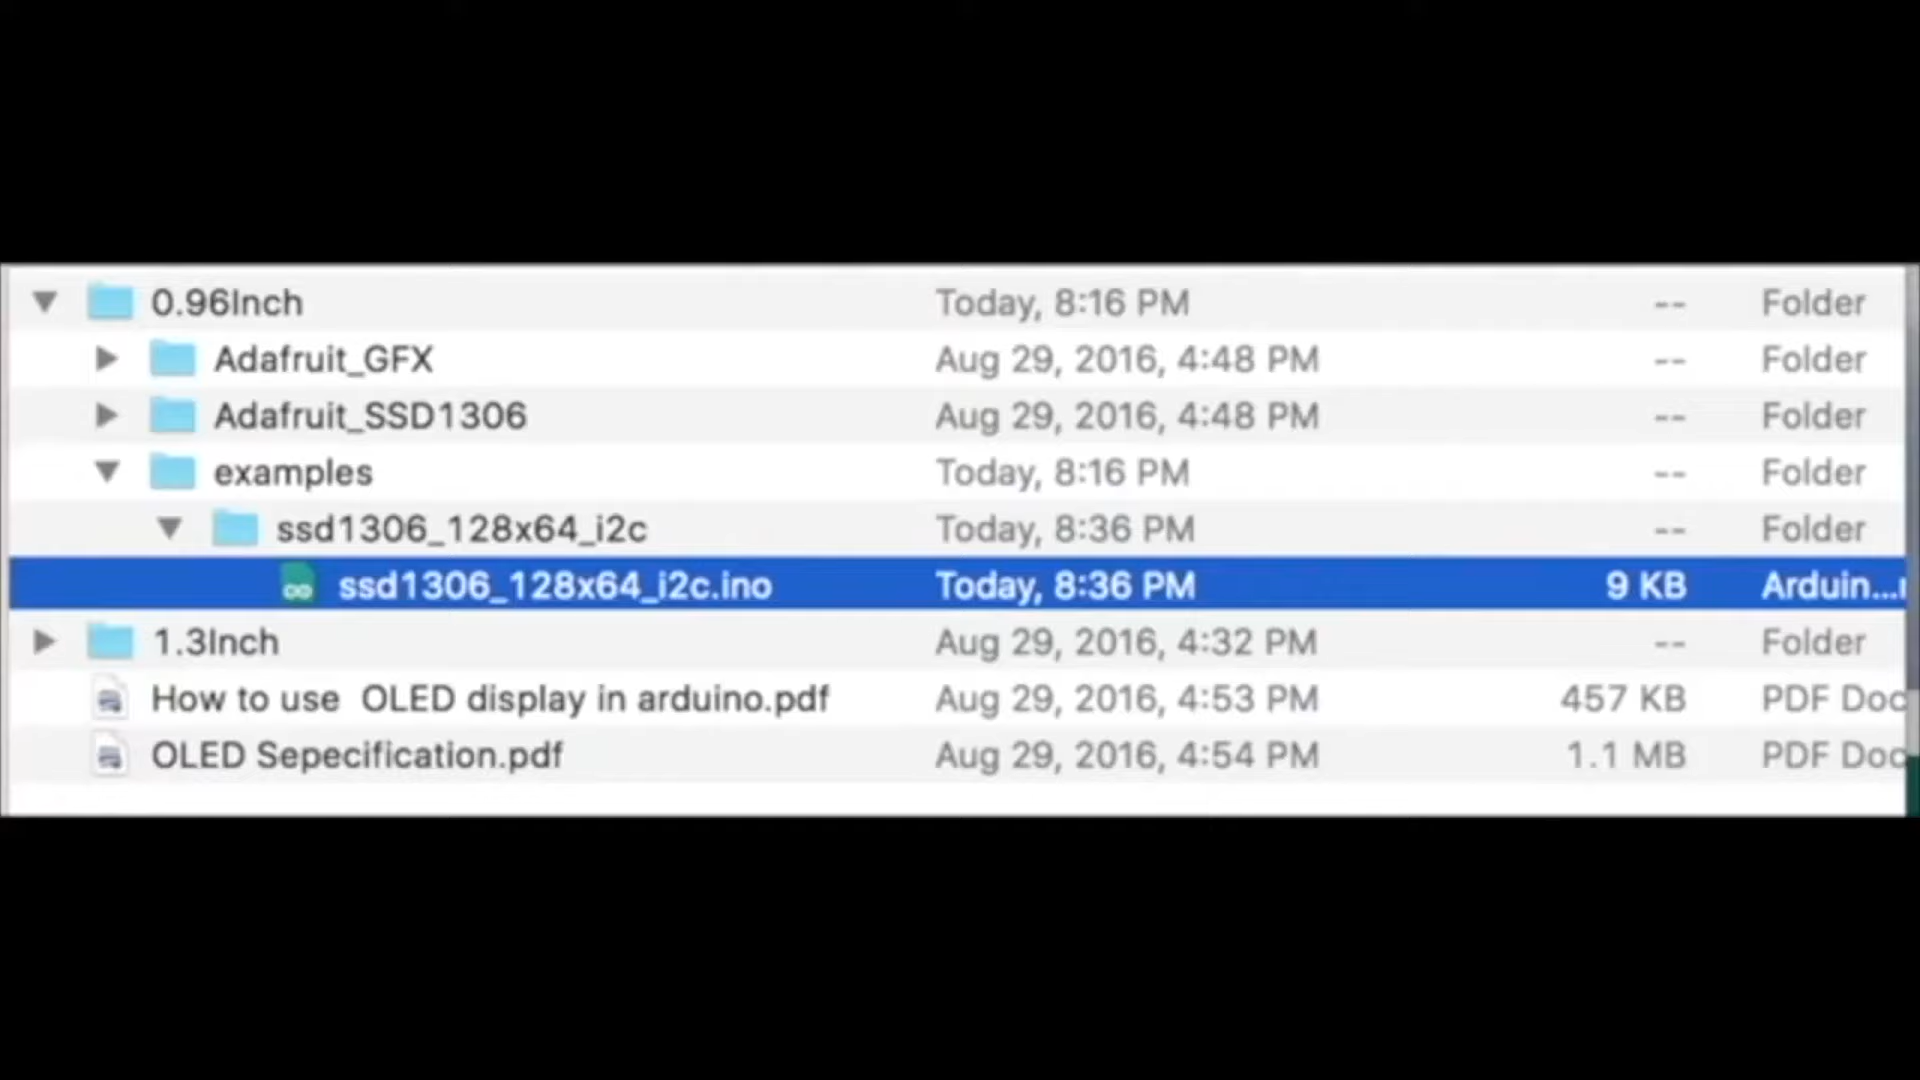 0.96Inch Today, 8:16 PM -- Folder
Adafruit_GFX Aug 29, 2016, 4:48 PM -- Folder
Adafruit_SSD1306 Aug 29, 2016, 4:48 PM -- Folder
examples Today, 8:16 PM -- Folder
ssd1306_128x64_i2c Today, 8:36 PM -- Folder
ssd1306_128x64_i2c.ino Today, 8:36 PM 9 KB Arduin...
1.3Inch Aug 29, 2016, 4:32 PM -- Folder
How to use  OLED display in arduino.pdf Aug 29, 2016, 4:53 PM 457 KB PDF Doc
OLED Sepecification.pdf Aug 29, 2016, 4:54 PM 1.1 MB PDF Doc